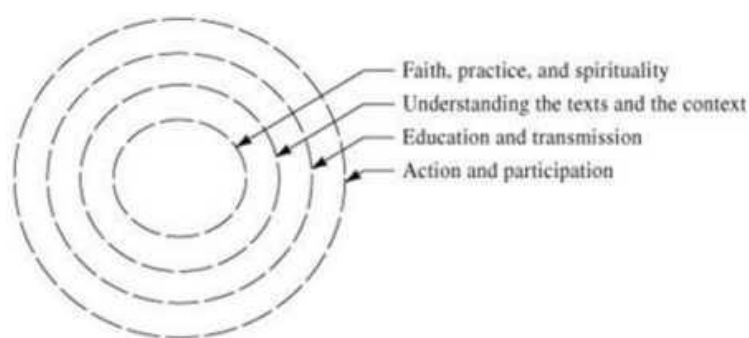 Faith, practice, and spirituality
Understanding the texts and the context
Education and transmission
Action and participation